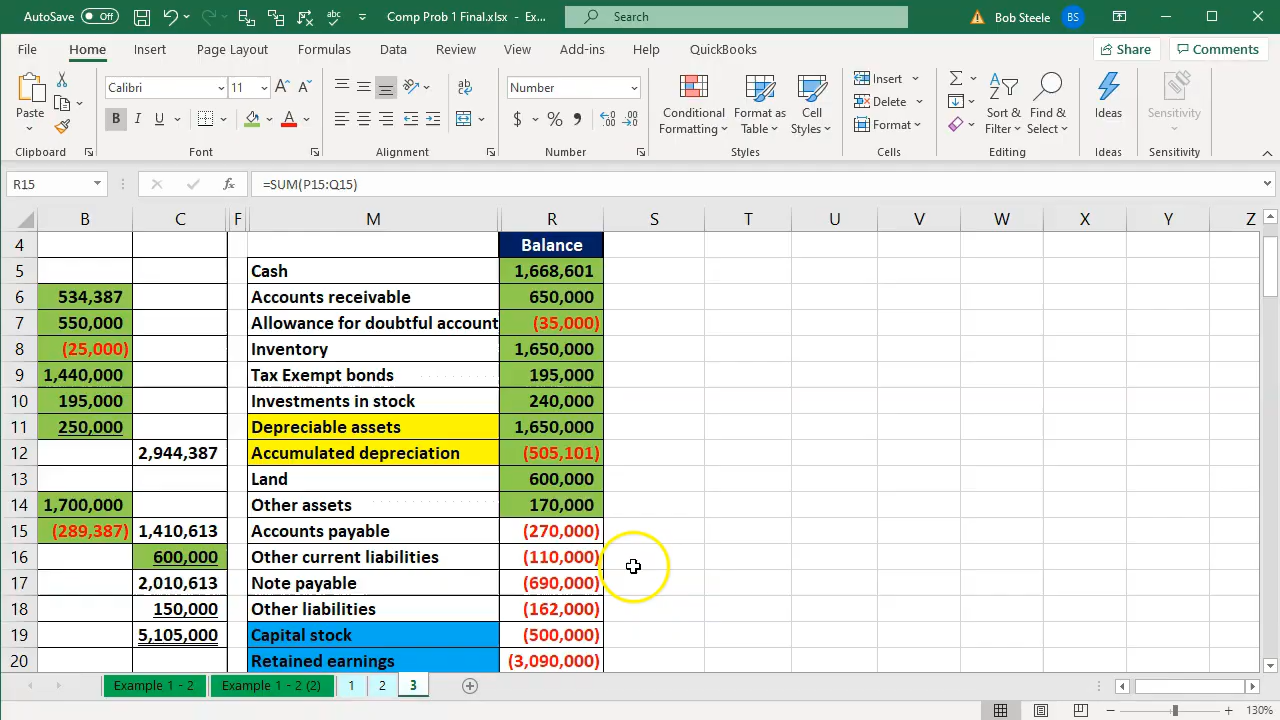 AutoSave Off Comp Prob 1 Final.xlsx - Ex... Search Bob Steele BS
File Home Insert Page Layout Formulas Data Review View Add-ins Help QuickBooks Share Comments
Calibri 11 Number Insert
Paste B I U A $ % Conditional Formatting Format as Table Cell Styles Delete Format Sort & Filter Find & Select Ideas Sensitivity
Clipboard Font Alignment Number Styles Cells Editing Ideas Sensitivity
R15 fx =SUM(P15:Q15)
B C F M R S T U V W X Y Z
4 Balance
5 Cash 1,668,601
6 534,387 Accounts receivable 650,000
7 550,000 Allowance for doubtful account (35,000)
8 (25,000) Inventory 1,650,000
9 1,440,000 Tax Exempt bonds 195,000
10 195,000 Investments in stock 240,000
11 250,000 Depreciable assets 1,650,000
12 2,944,387 Accumulated depreciation (505,101)
13 Land 600,000
14 1,700,000 Other assets 170,000
15 (289,387) 1,410,613 Accounts payable (270,000)
16 600,000 Other current liabilities (110,000)
17 2,010,613 Note payable (690,000)
18 150,000 Other liabilities (162,000)
19 5,105,000 Capital stock (500,000)
20 Retained earnings (3,090,000)
Example 1 - 2 Example 1 - 2 (2) 1 2 3
130%